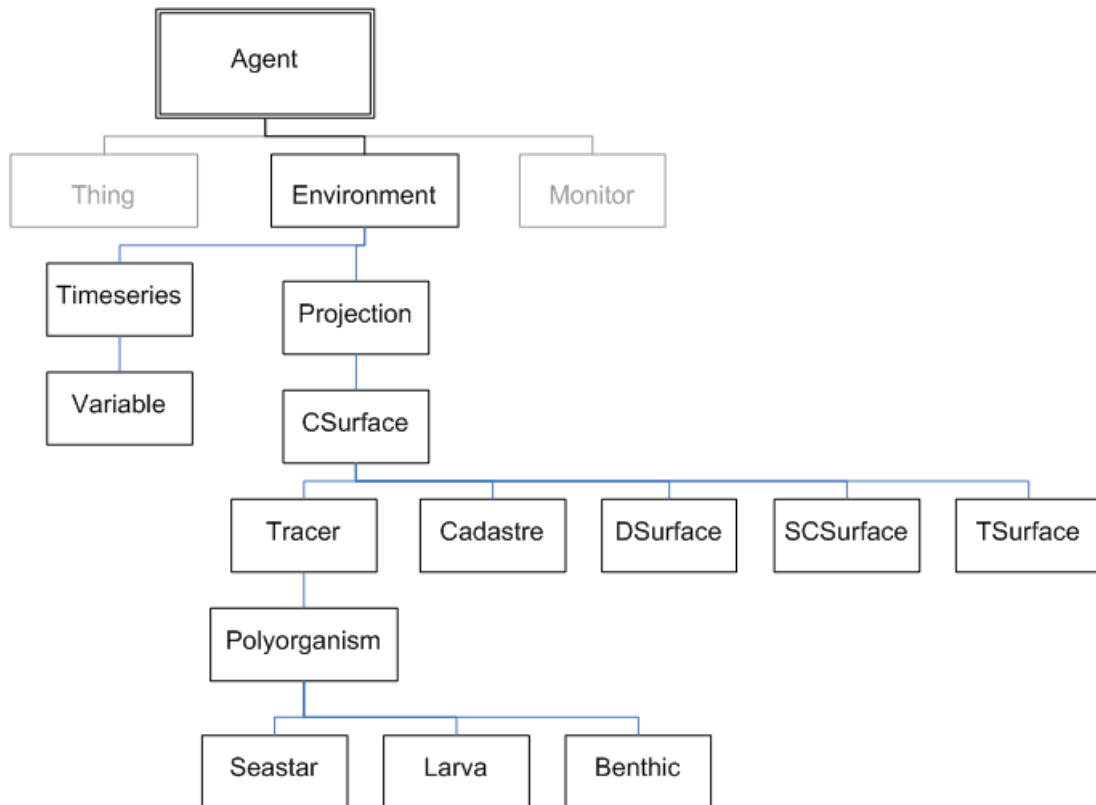 Agent
Thing
Environment
Monitor
Timeseries
Projection
Variable
CSurface
Tracer
Cadastre
DSurface
SCSurface
TSurface
Polyorganism
Seastar
Larva
Benthic